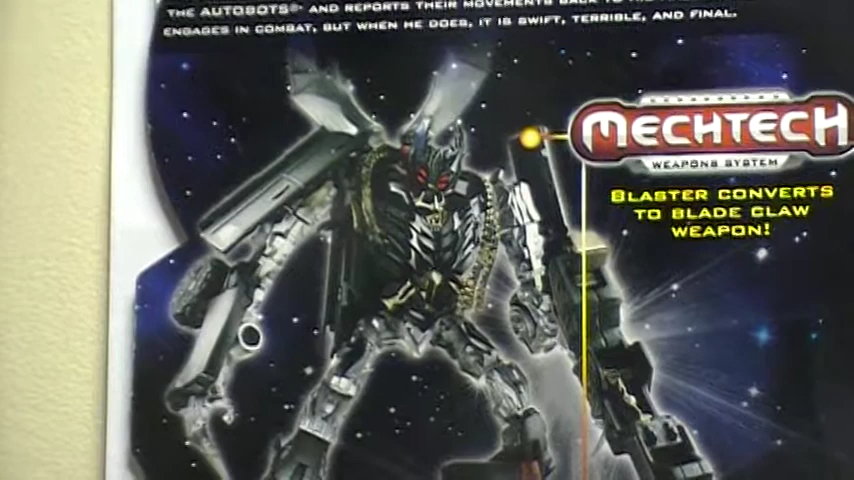 THE AUTOBOTS® AND REPORTS THEIR MOVEMENTS BACK TO
ENGAGES IN COMBAT, BUT WHEN HE DOES, IT IS SWIFT, TERRIBLE, AND FINAL.
MECHTECH
WEAPONS SYSTEM
BLASTER CONVERTS
TO BLADE CLAW
WEAPON!